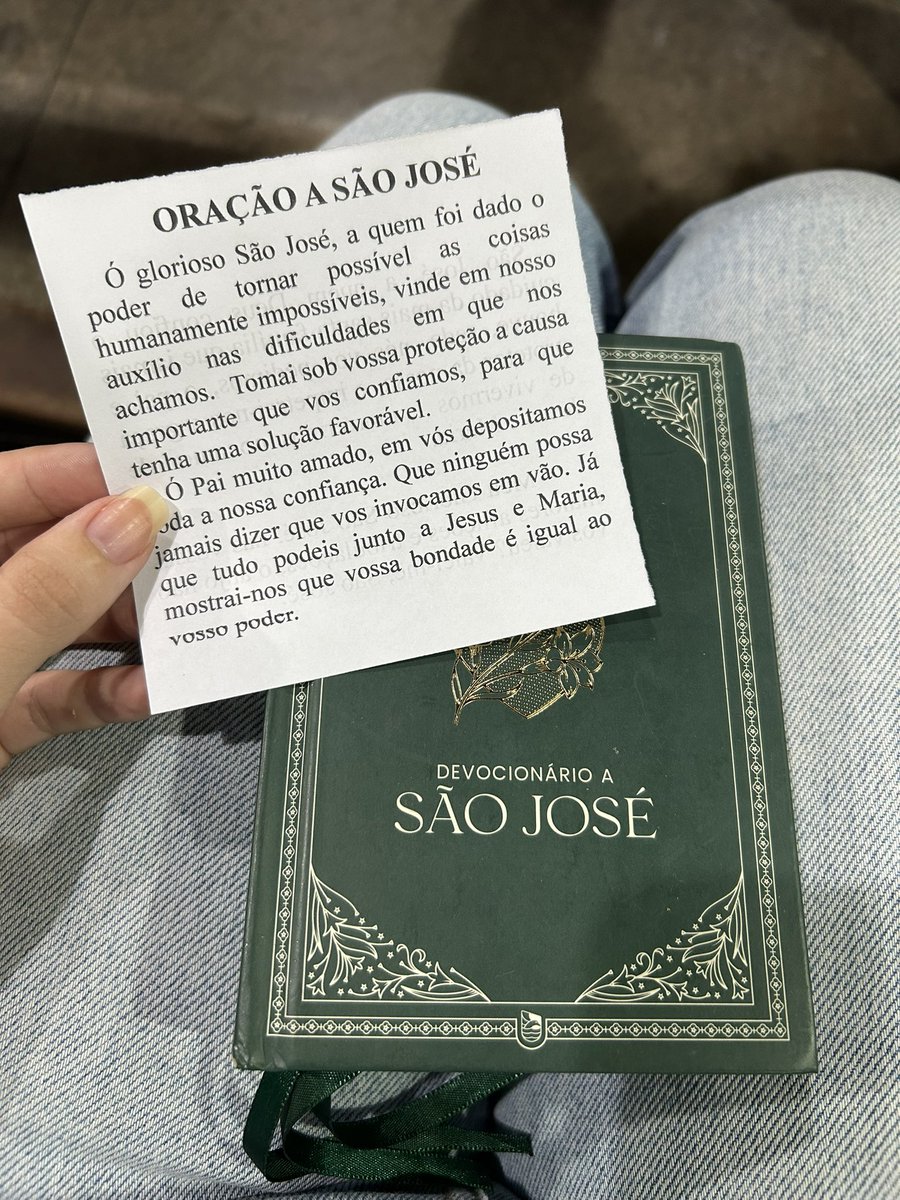 ORAÇÃO A SÃO JOSÉ
Ó glorioso São José, a quem foi dado o
poder de tornar possível as coisas
humanamente impossíveis, vinde em nosso
auxílio nas dificuldades em que nos
achamos. Tomai sob vossa proteção a causa
importante que vos confiamos, para que
tenha uma solução favorável.
Ó Pai muito amado, em vós depositamos
oda a nossa confiança. Que ninguém possa
jamais dizer que vos invocamos em vão. Já
que tudo podeis junto a Jesus e Maria,
mostrai-nos que vossa bondade é igual ao
vosso poder.
DEVOCIONÁRIO A
SÃO JOSÉ